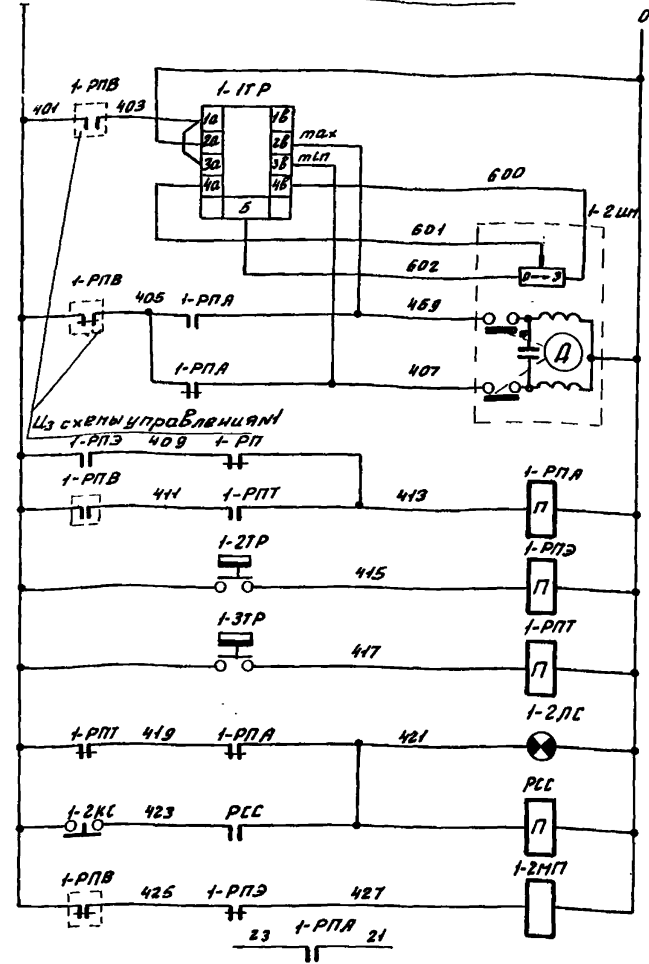 0
1-РПВ
1-1ТР
401
403
1а
1в
2а
2в
max
3а
3в
min
4а
4в
Б
600
601
602
1-2им
0---Э
1-РПВ
405
1-РПА
469
Д
1-РПА
407
Из схемы управления №1
1-РПЭ 409 1-РП
1-РПВ
411
1-РПТ
413
1-РПА
П
1-2ТР
415
1-РПЭ
П
1-3ТР
417
1-РПТ
П
1-РПТ 419 1-РПА
421
1-2ЛС
1-2КС 423 РСС
РСС
П
1-РПВ
425
1-РПЭ
427
1-2МП
23
1-РПА
21